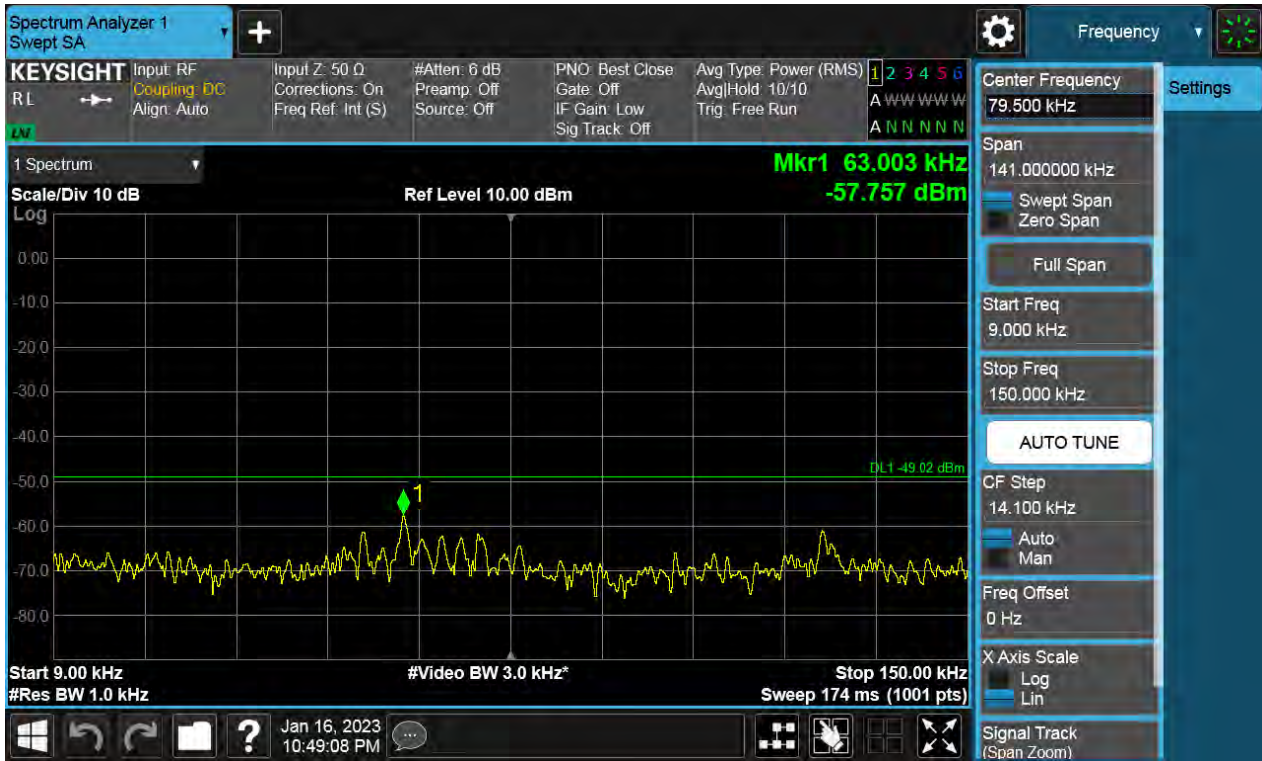 Spectrum Analyzer 1
Swept SA
+
Frequency
KEYSIGHT
RL
LNI
Input: RF
Coupling: DC
Align: Auto
Input Z: 50 Ω
Corrections: On
Freq Ref: Int (S)
#Atten: 6 dB
Preamp: Off
Source: Off
PNO: Best Close
Gate: Off
IF Gain: Low
Sig Track: Off
Avg Type: Power (RMS)
Avg|Hold: 10/10
Trig: Free Run
1 2 3 4 5 6
A W W W W W
A N N N N N
1 Spectrum
Scale/Div 10 dB
Ref Level 10.00 dBm
Mkr1 63.003 kHz
-57.757 dBm
Log
0.00
-10.0
-20.0
-30.0
-40.0
-50.0
-60.0
-70.0
-80.0
DL1 -49.02 dBm
1
Start 9.00 kHz
#Video BW 3.0 kHz*
Stop 150.00 kHz
#Res BW 1.0 kHz
Sweep 174 ms (1001 pts)
Center Frequency
79.500 kHz
Settings
Span
141.000000 kHz
Swept Span
Zero Span
Full Span
Start Freq
9.000 kHz
Stop Freq
150.000 kHz
AUTO TUNE
CF Step
14.100 kHz
Auto
Man
Freq Offset
0 Hz
X Axis Scale
Log
Lin
Signal Track
(Span Zoom)
?
Jan 16, 2023
10:49:08 PM